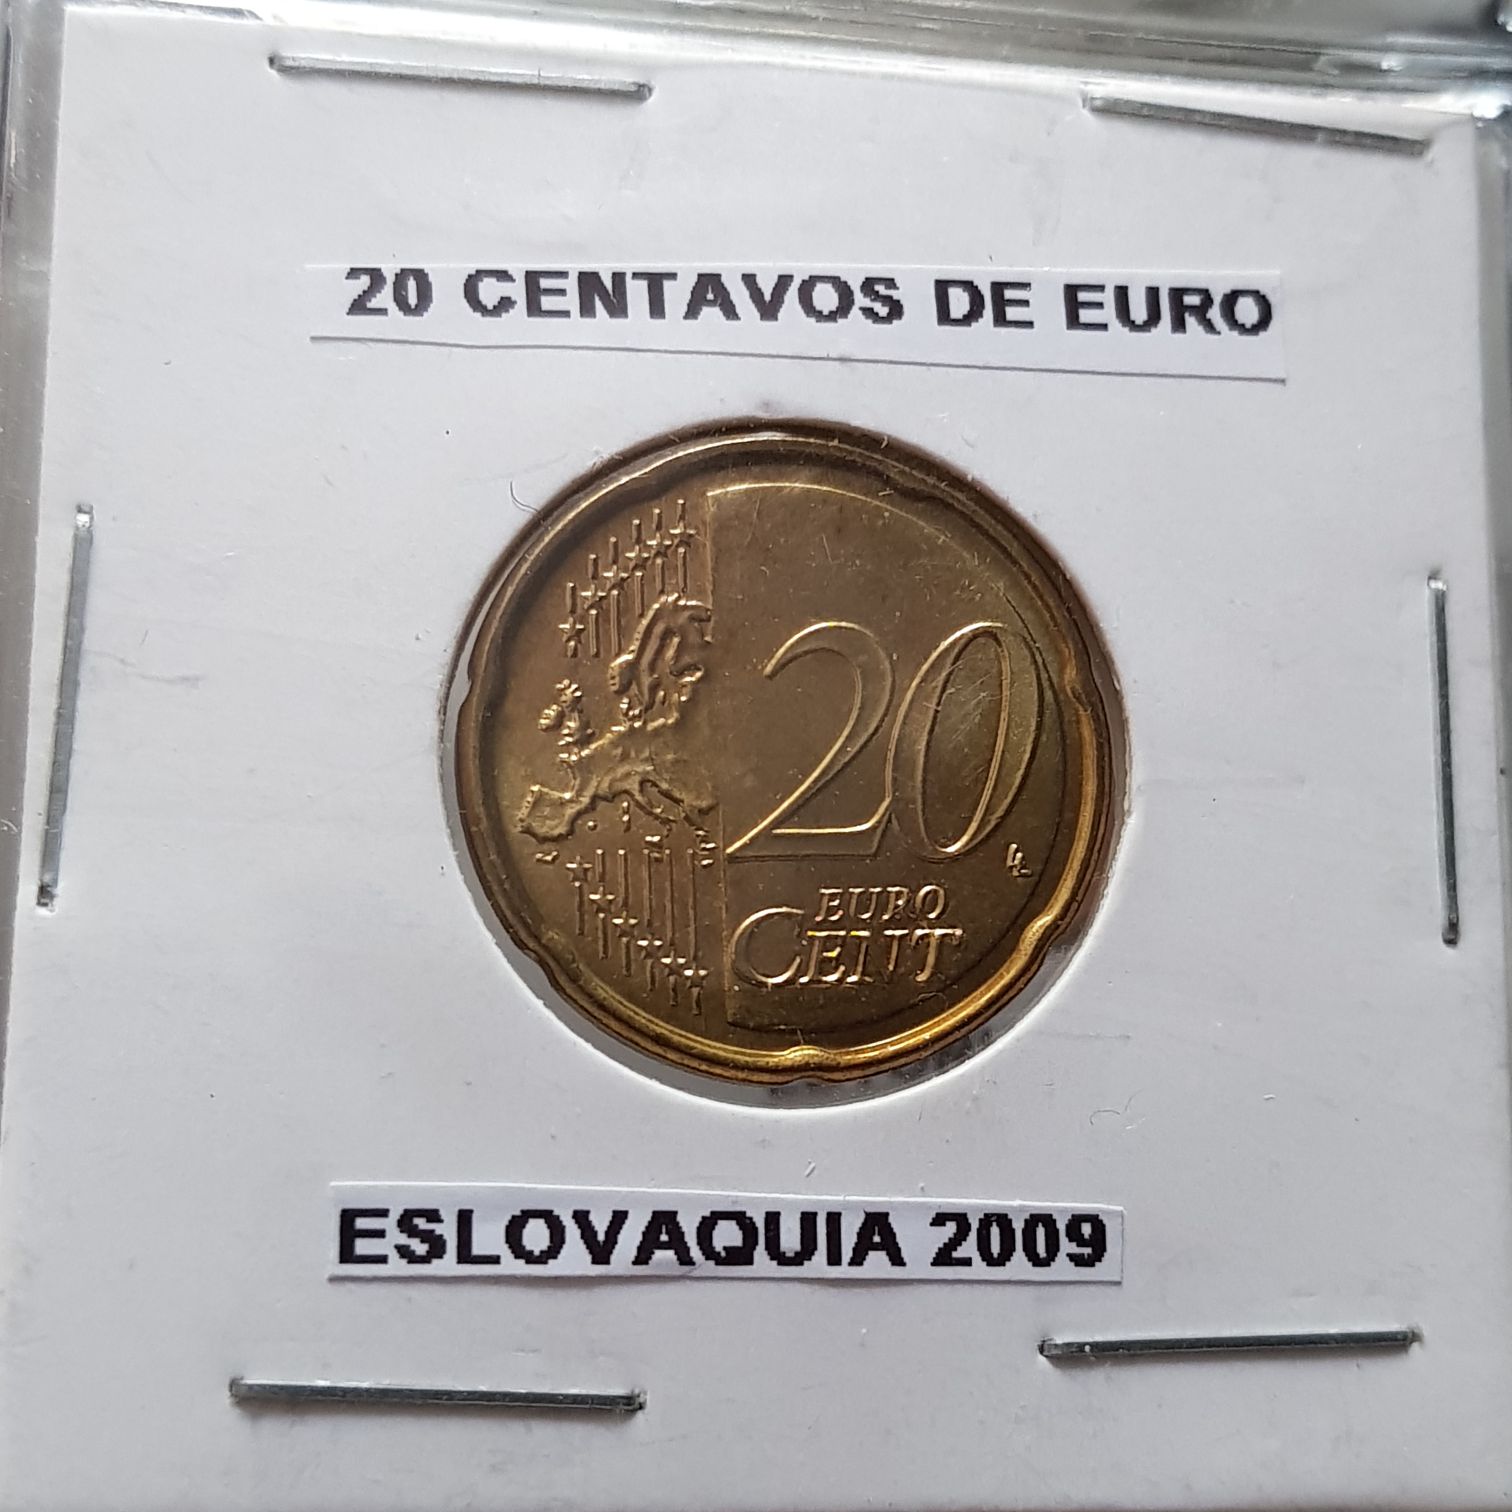 20 CENTAVOS DE EURO
20
EURO
CENT
ESLOVAQUIA 2009